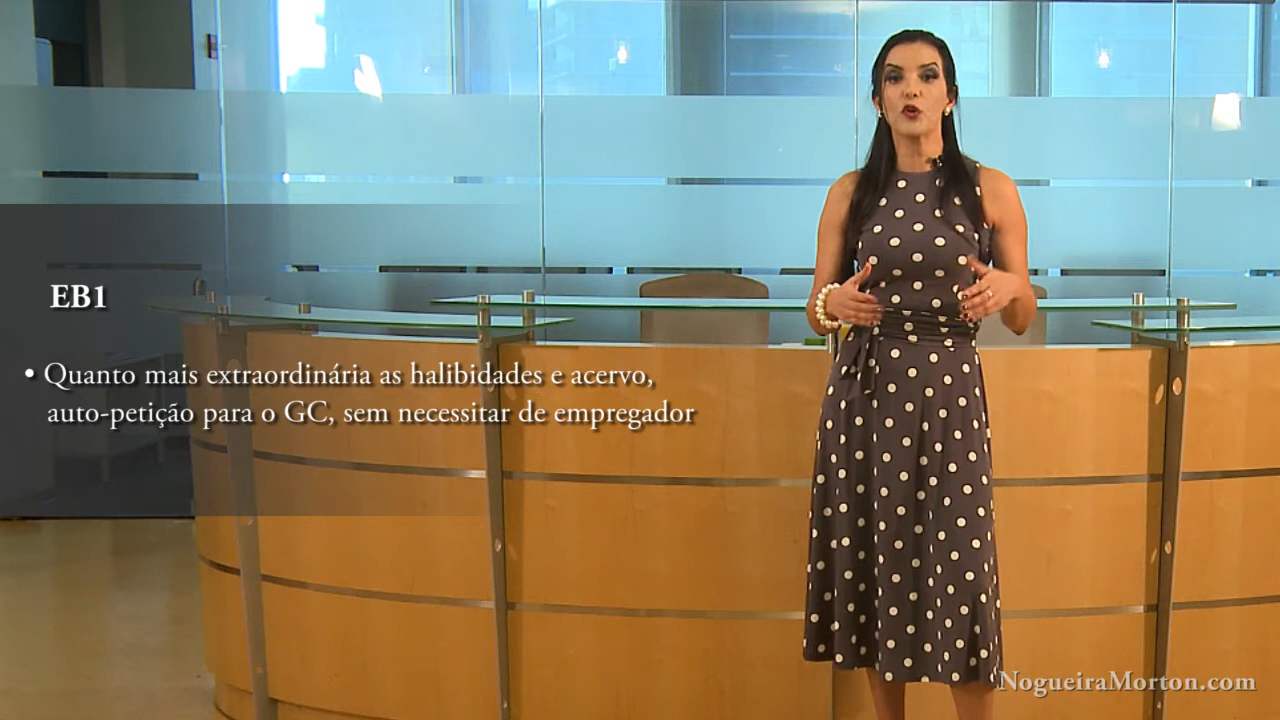 EB1
• Quanto mais extraordinária as halibidades e acervo,
auto-petição para o GC, sem necessitar de empregador
NogueiraMorton.com